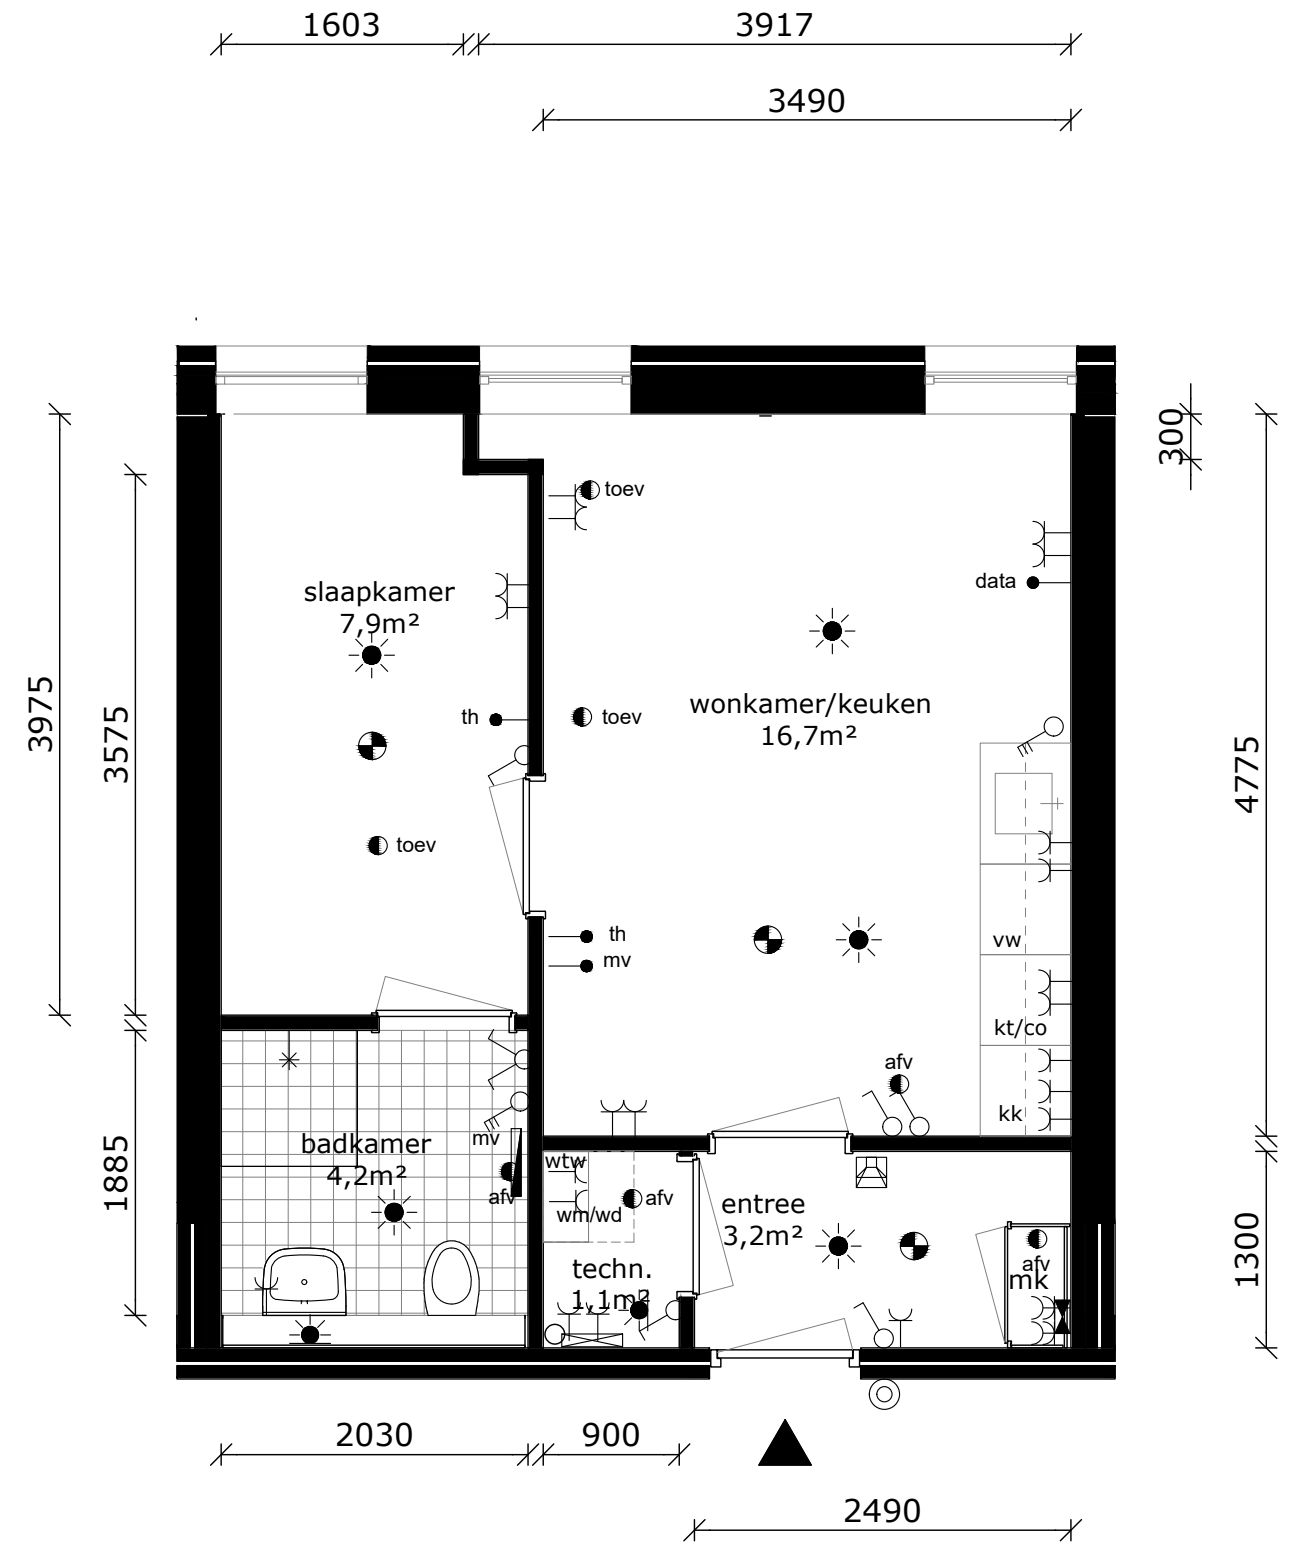 1603
3917
3490
300
toev
data
slaapkamer
7,9m²
wonkamer/keuken
16,7m²
th
toev
3975
3575
4775
toev
th
mv
vw
kt/co
kk
afv
1885
badkamer
4,2m²
mv
afv
wtw
wm/wd
afv
entree
3,2m²
techn.
1,1m²
afv
mk
1300
2030
900
2490